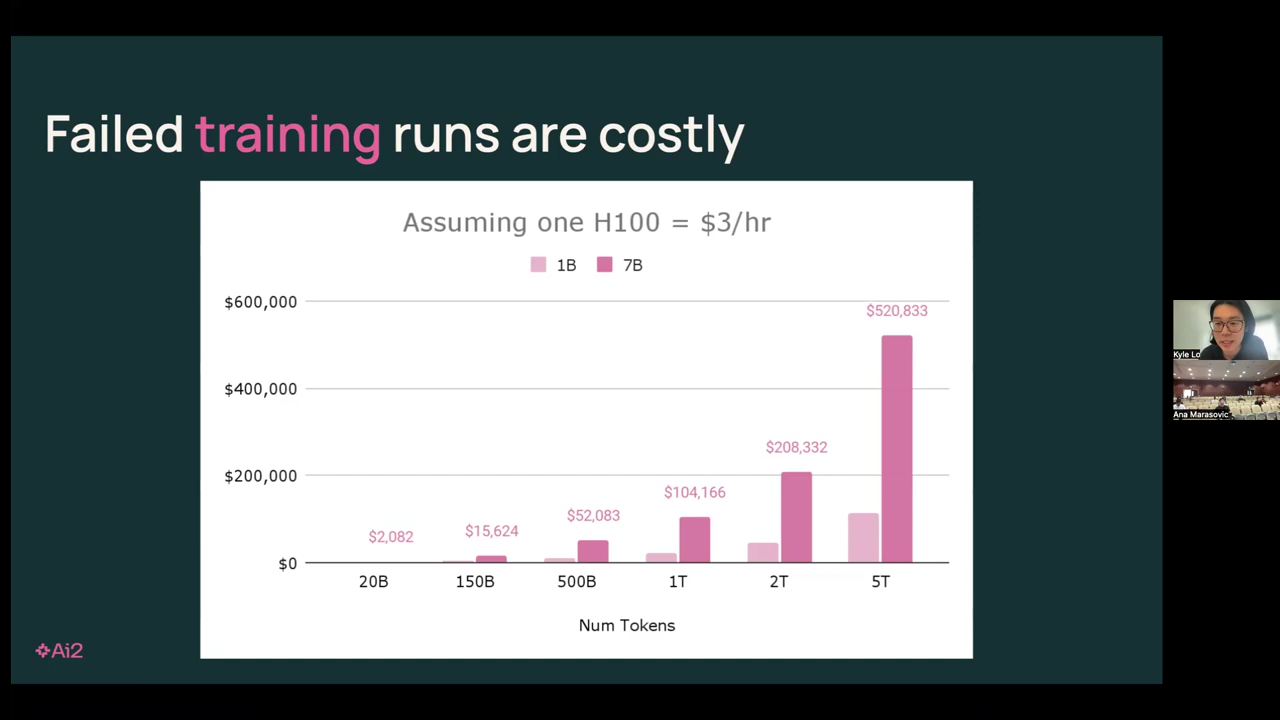 Failed training runs are costly
Assuming one H100 = $3/hr
1B 7B
$600,000
$400,000
$200,000
$0
$2,082
$15,624
$52,083
$104,166
$208,332
$520,833
20B 150B 500B 1T 2T 5T
Num Tokens
Ai2
Kyle Lo
Ana Marasovic